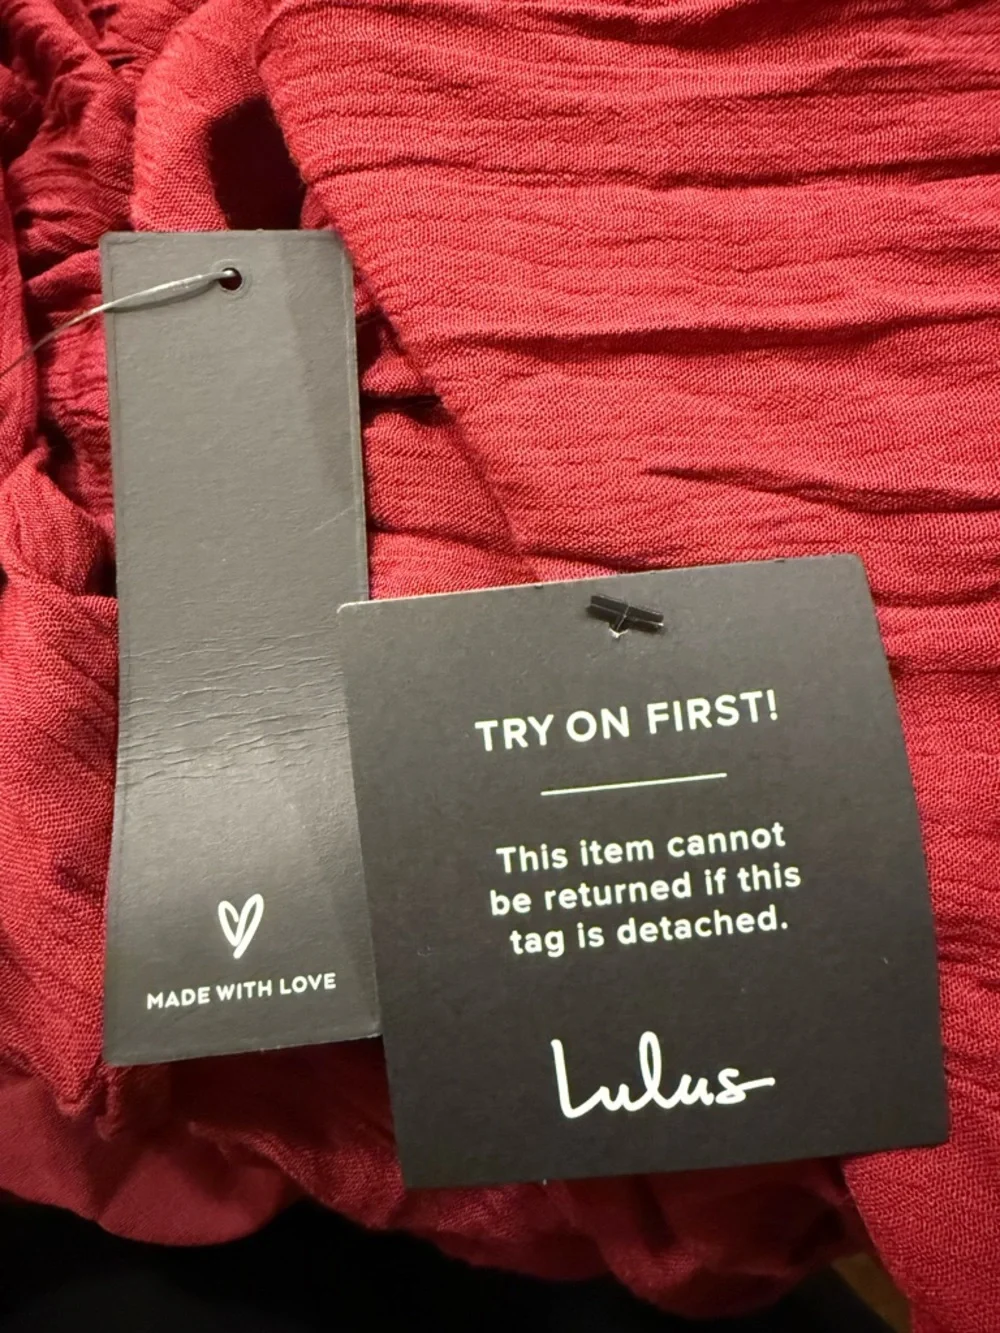 TRY ON FIRST!
This item cannot
be returned if this
tag is detached.
Lulus
MADE WITH LOVE